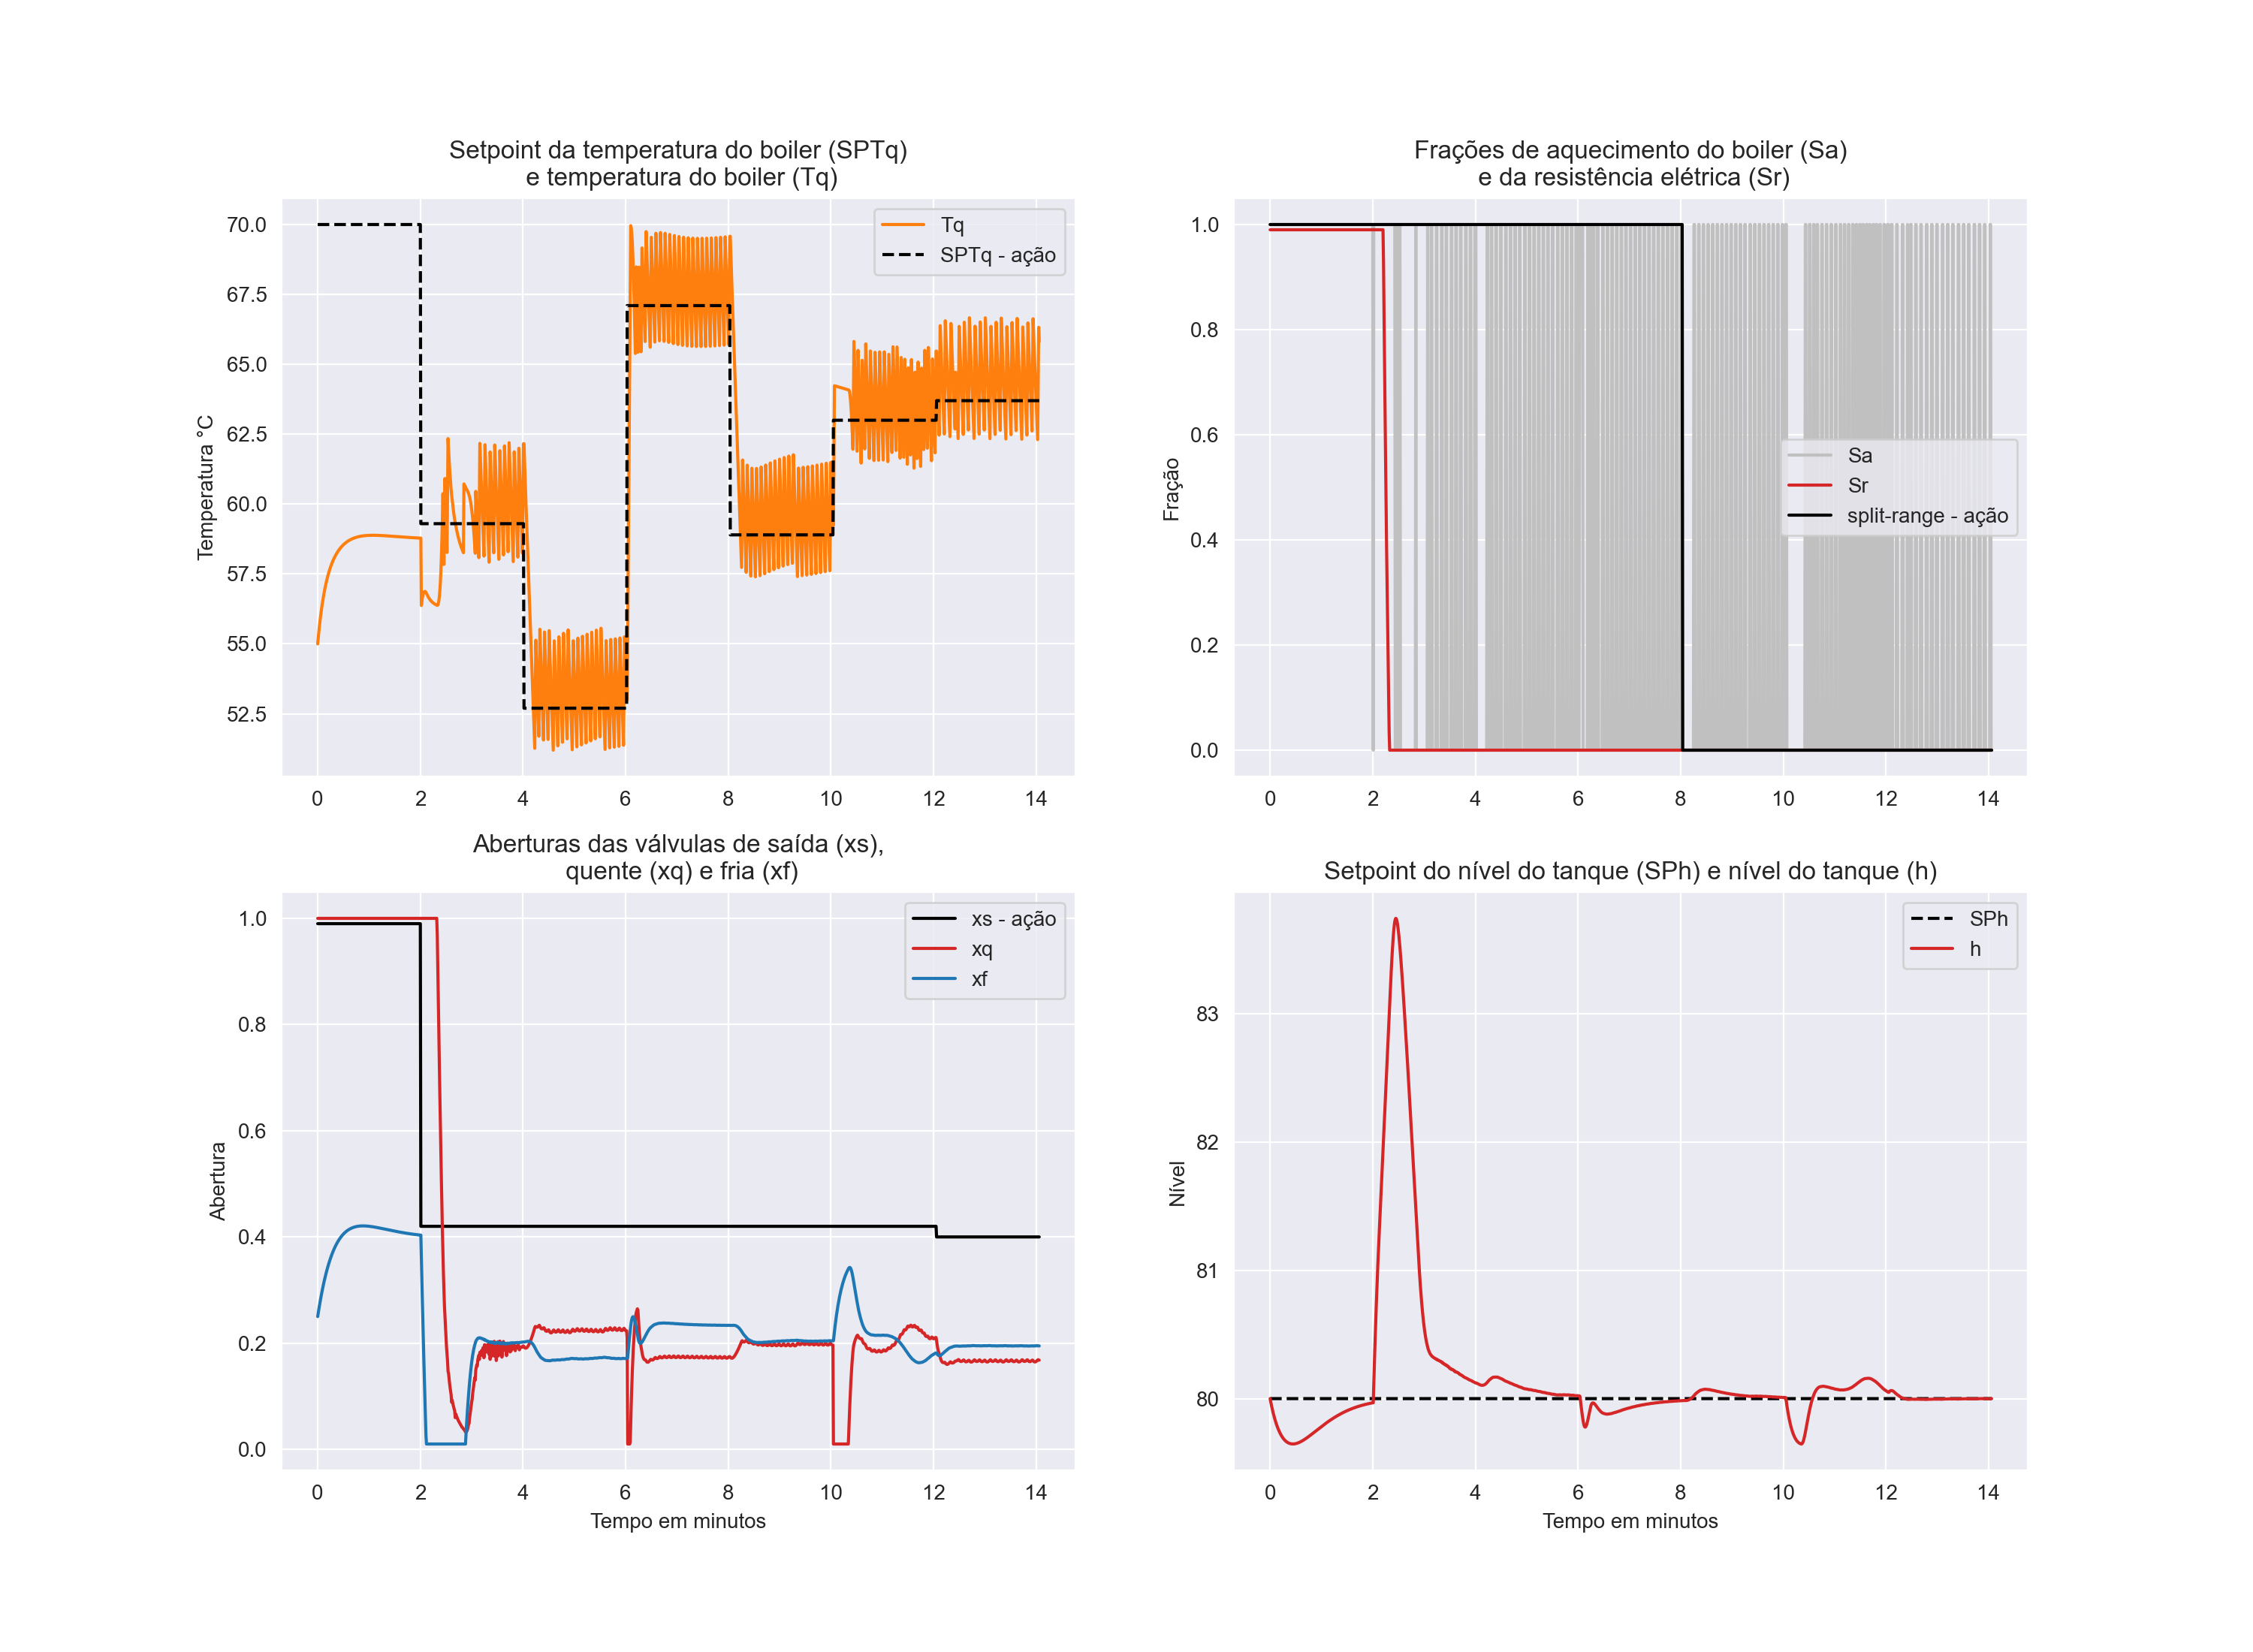 Setpoint da temperatura do boiler (SPTq)
e temperatura do boiler (Tq)
70.0
67.5
65.0
62.5
60.0
57.5
55.0
52.5
Temperatura °C
Tq
SPTq - ação
0 2 4 6 8 10 12 14
Frações de aquecimento do boiler (Sa)
e da resistência elétrica (Sr)
1.0
0.8
0.6
0.4
0.2
0.0
Fração
Sa
Sr
split-range - ação
0 2 4 6 8 10 12 14
Aberturas das válvulas de saída (xs),
quente (xq) e fria (xf)
1.0
0.8
0.6
0.4
0.2
0.0
Abertura
xs - ação
xq
xf
0 2 4 6 8 10 12 14
Tempo em minutos
Setpoint do nível do tanque (SPh) e nível do tanque (h)
83
82
81
80
Nível
SPh
h
0 2 4 6 8 10 12 14
Tempo em minutos